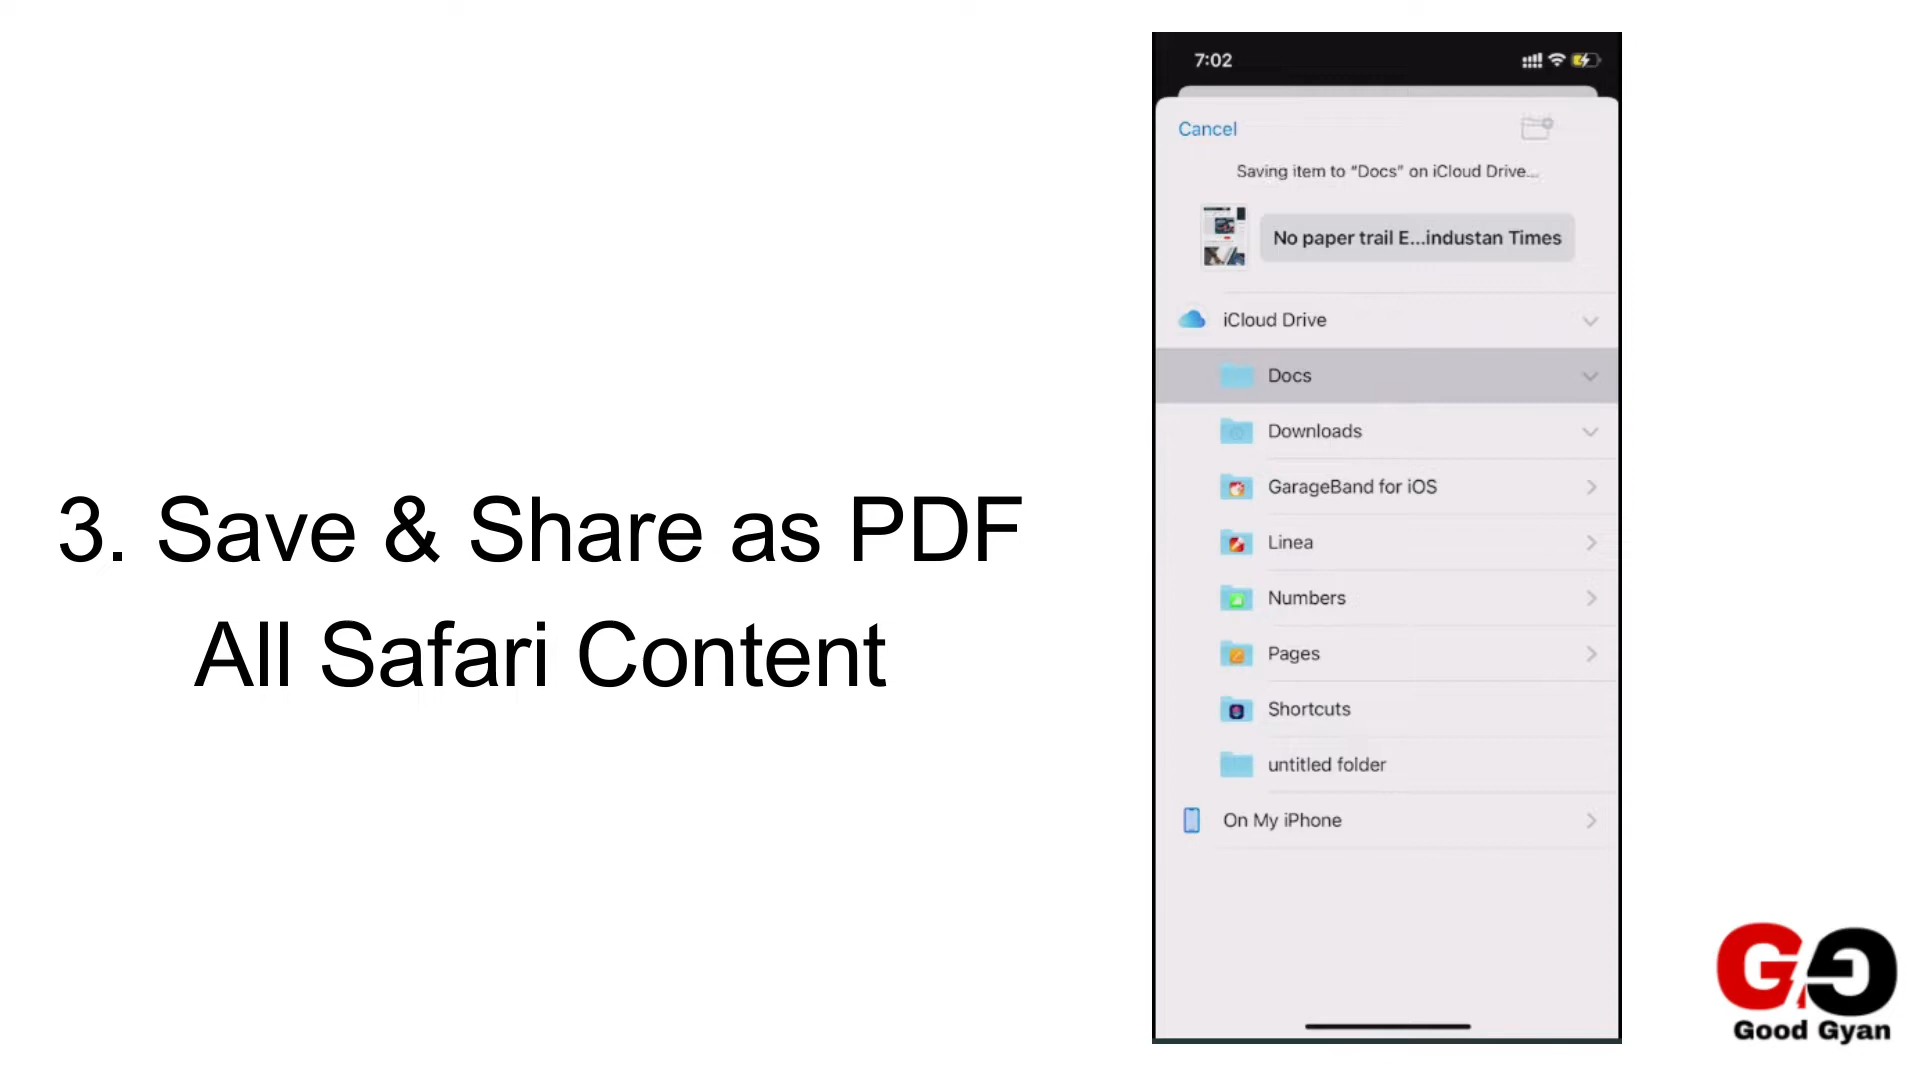 3. Save & Share as PDF
All Safari Content
7:02
Cancel
Saving item to “Docs” on iCloud Drive...
No paper trail E...industan Times
iCloud Drive
Docs
Downloads
GarageBand for iOS
Linea
Numbers
Pages
Shortcuts
untitled folder
On My iPhone
GG
Good Gyan